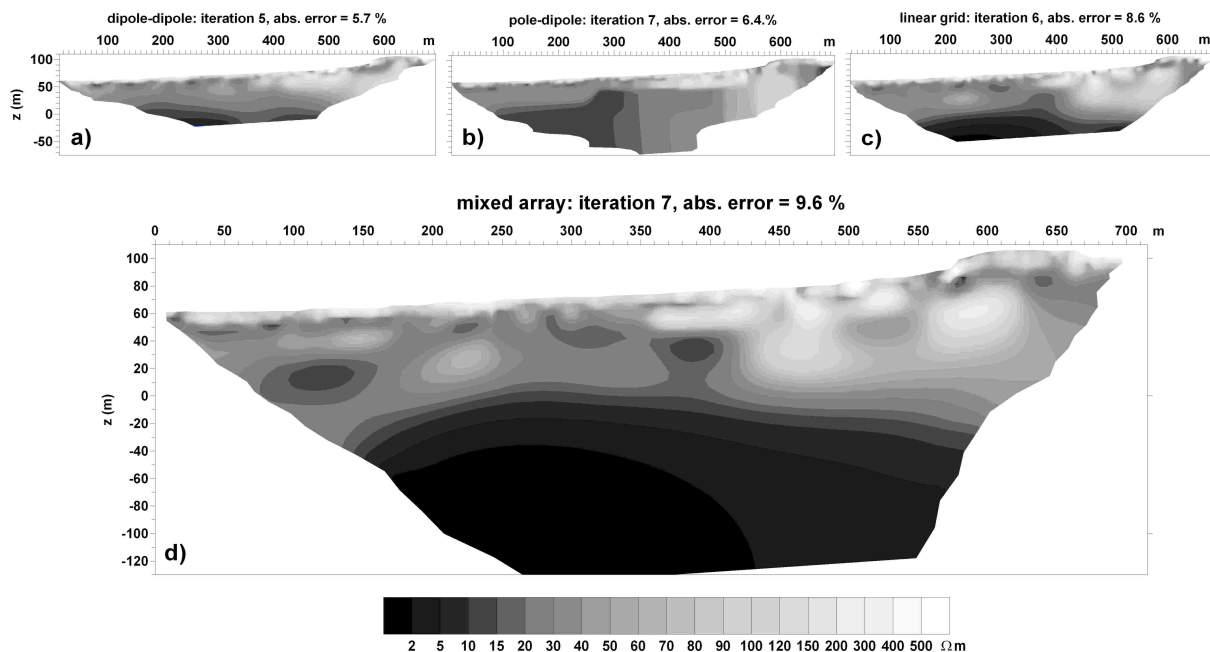 dipole-dipole: iteration 5, abs. error = 5.7 %
100 200 300 400 500 600 m
100
50
0
-50
z (m)
a)
pole-dipole: iteration 7, abs. error = 6.4.%
100 200 300 400 500 600 m
b)
linear grid: iteration 6, abs. error = 8.6 %
100 200 300 400 500 600 m
c)
mixed array: iteration 7, abs. error = 9.6 %
0 50 100 150 200 250 300 350 400 450 500 550 600 650 700 m
100
80
60
40
20
0
-20
-40
-60
-80
-100
-120
z (m)
d)
2 5 10 15 20 30 40 50 60 70 80 90 100 120 150 200 300 400 500 Ω m